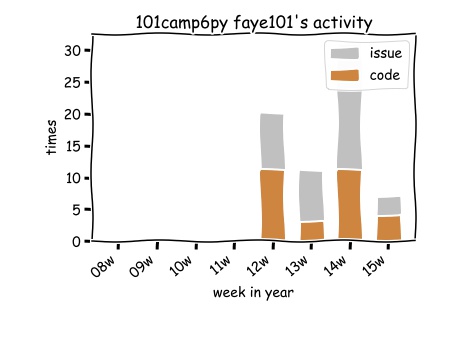 101camp6py faye101's activity
issue
code
times
30
25
20
15
10
5
0
08w 09w 10w 11w 12w 13w 14w 15w
week in year